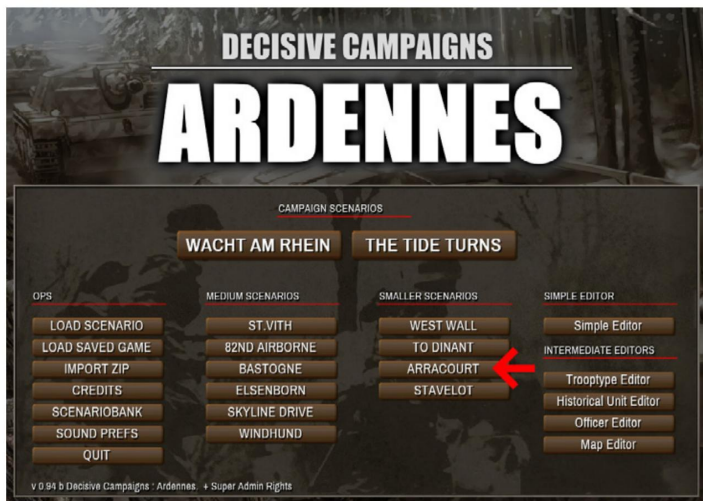 DECISIVE CAMPAIGNS
ARDENNES
CAMPAIGN SCENARIOS
WACHT AM RHEIN
THE TIDE TURNS
OPS
LOAD SCENARIO
LOAD SAVED GAME
IMPORT ZIP
CREDITS
SCENARIOBANK
SOUND PREFS
QUIT
MEDIUM SCENARIOS
ST.VITH
82ND AIRBORNE
BASTOGNE
ELSENBORN
SKYLINE DRIVE
WINDHUND
SMALLER SCENARIOS
WEST WALL
TO DINANT
ARRACOURT
STAVELOT
SIMPLE EDITOR
Simple Editor
INTERMEDIATE EDITORS
Trooptype Editor
Historical Unit Editor
Officer Editor
Map Editor
v 0.94 b Decisive Campaigns : Ardennes. + Super Admin Rights